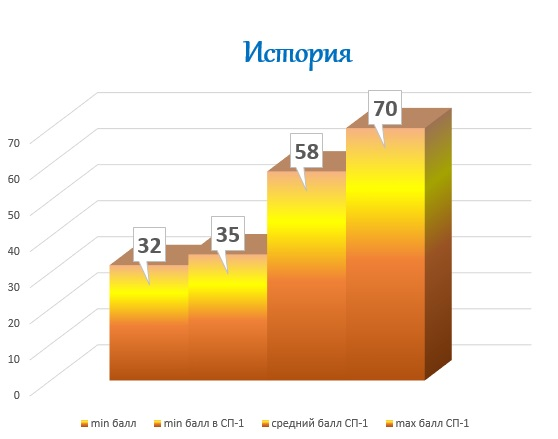 История
70
58
35
32
70
60
50
40
30
20
10
0
min балл
min балл в СП-1
средний балл СП-1
max балл СП-1